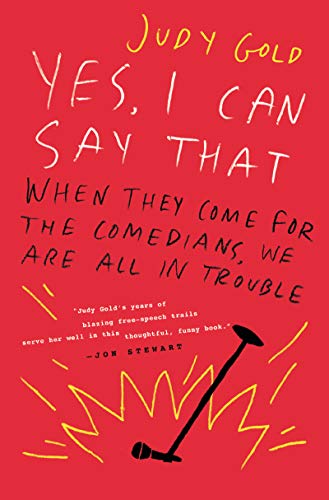 JUDY GOLD
YES, I CAN
SAY THAT
WHEN THEY COME FOR
THE COMEDIANS, WE
ARE ALL IN TROUBLE
"Judy Gold's years of
blazing free-speech trails
serve her well in this thoughtful, funny book."
—JON STEWART